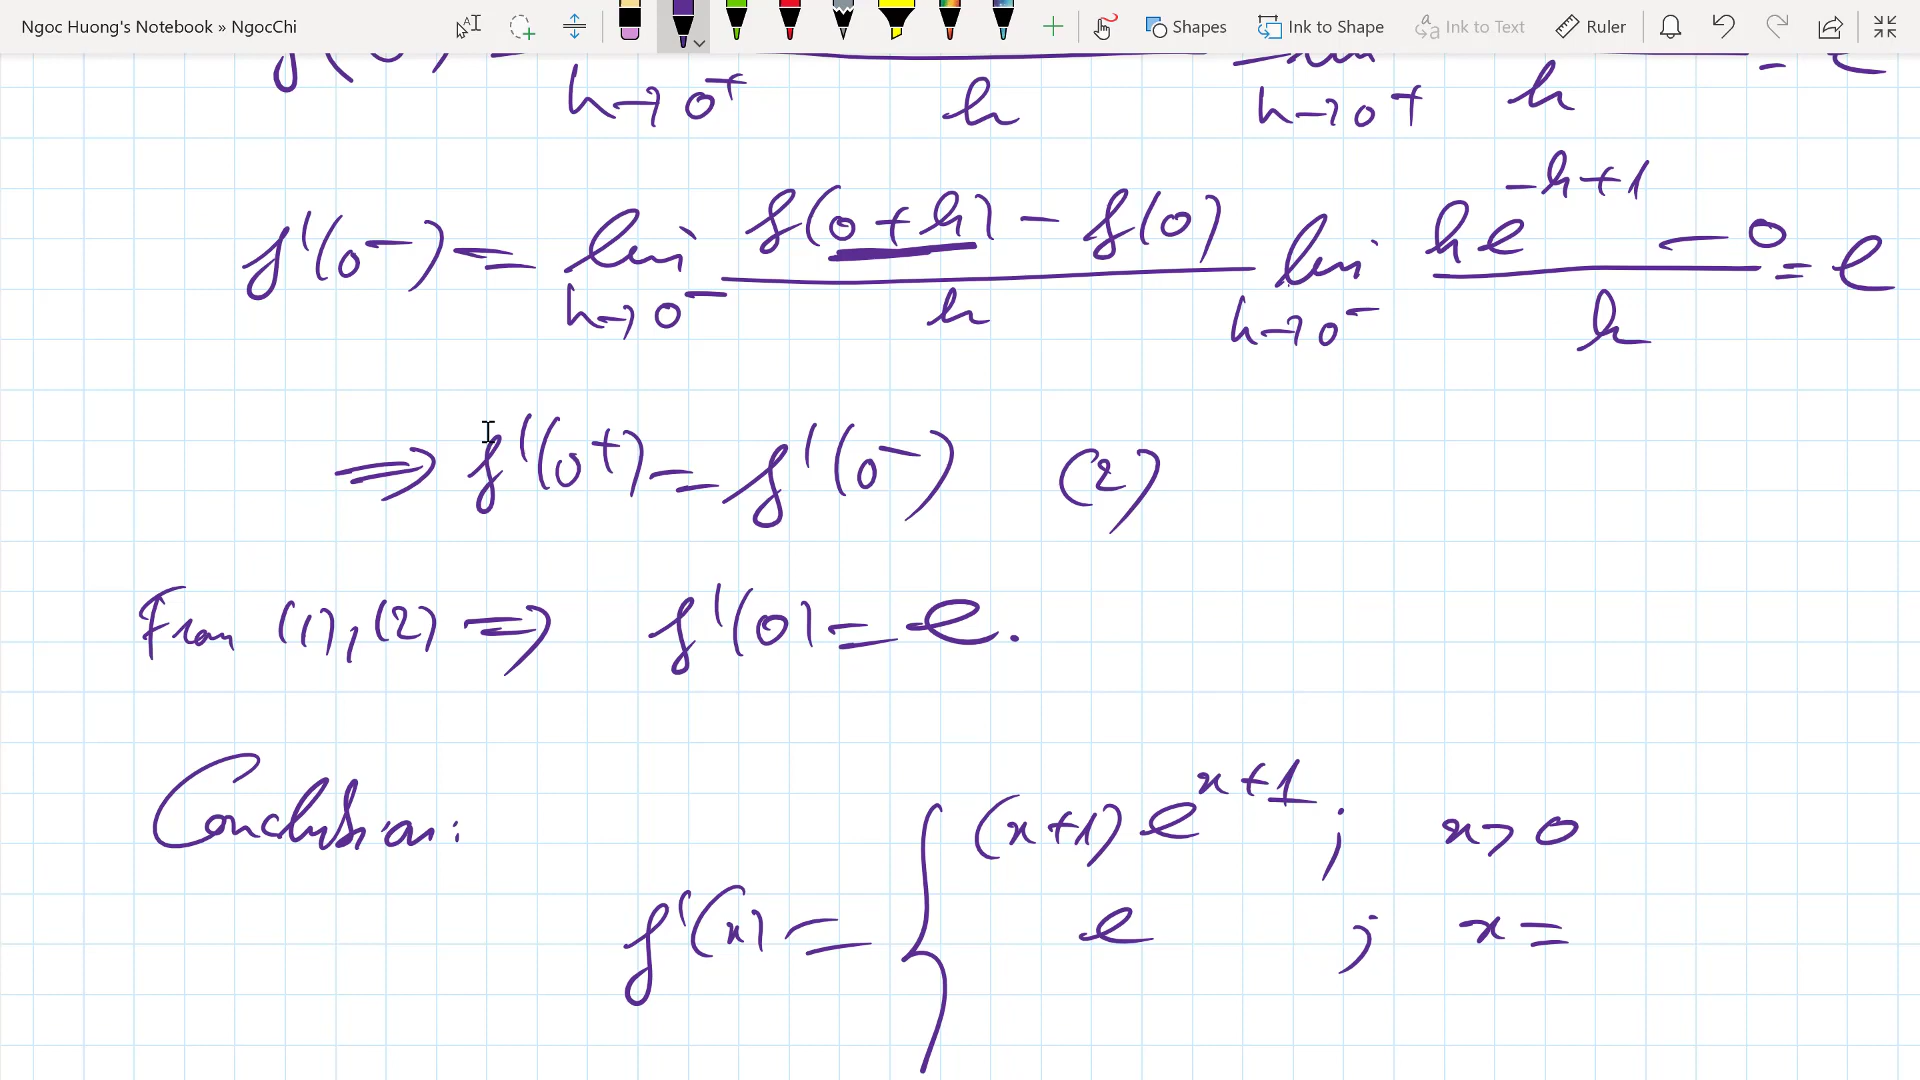 Ngoc Huong's Notebook » NgocChi Shapes Ink to Shape Ink to Text Ruler
h→0⁺ h h→0⁺ h
f'(0⁻) = lim h→0⁻ f(0+h) - f(0) / h lim h→0⁻ he^(-h+1) - 0 / h = e
⇒ f'(0⁺) = f'(0⁻) (2)
From (1), (2) ⇒ f'(0) = e.
Conclusion:
(x+1) e^(x+1) ; x > 0
f'(x) = { e ; x =